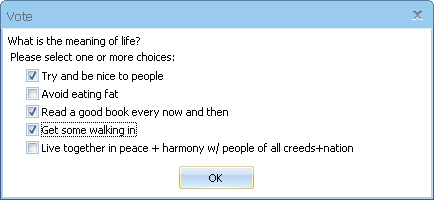 Vote
What is the meaning of life?
Please select one or more choices:
Try and be nice to people
Avoid eating fat
Read a good book every now and then
Get some walking in
Live together in peace + harmony w/ people of all creeds+nation
OK